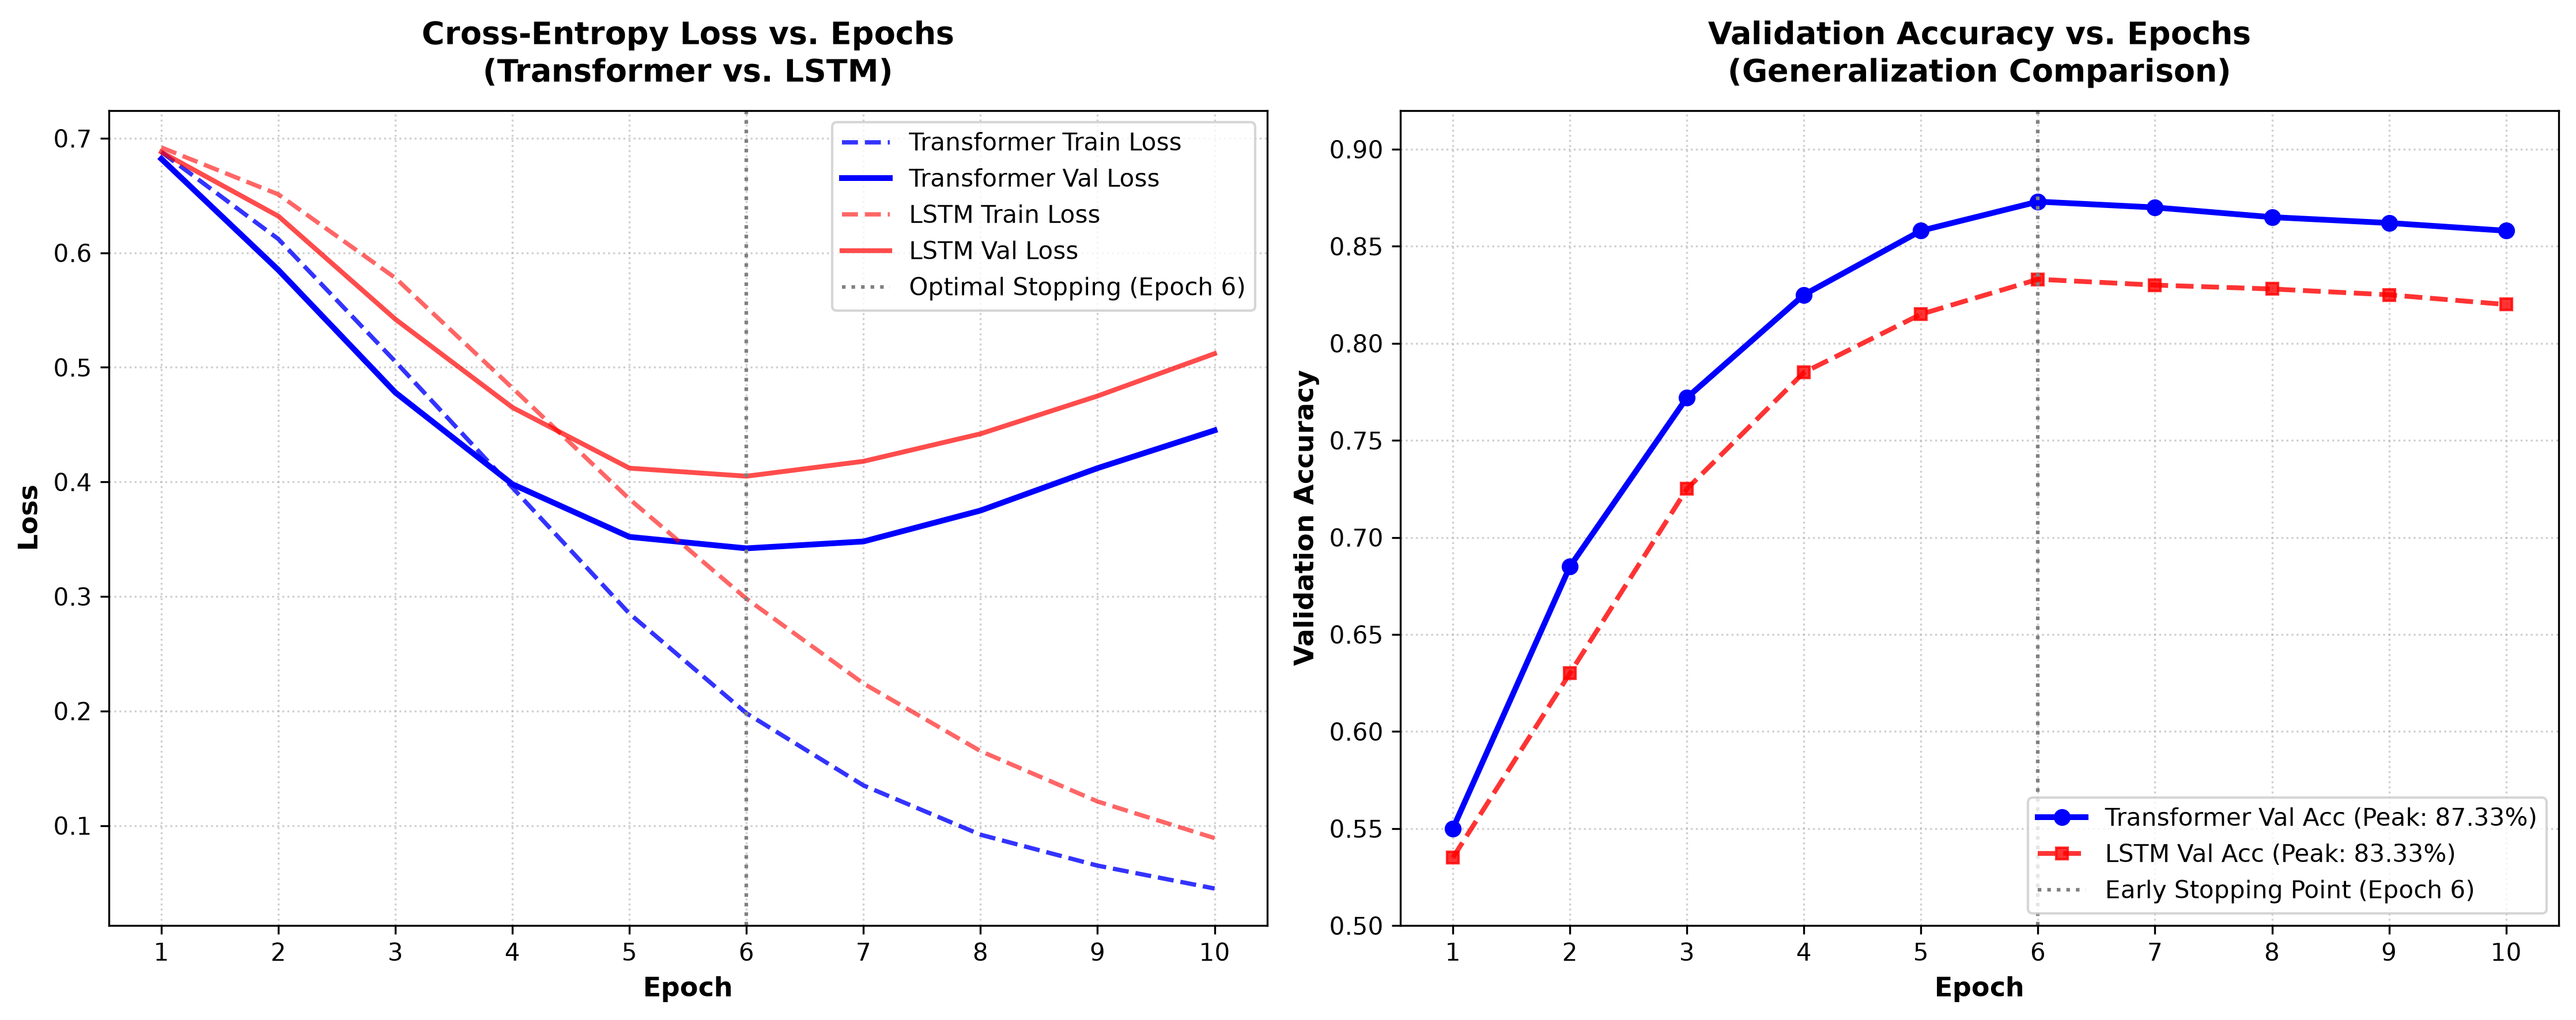 Cross-Entropy Loss vs. Epochs
(Transformer vs. LSTM)
Loss
0.7
0.6
0.5
0.4
0.3
0.2
0.1
Transformer Train Loss
Transformer Val Loss
LSTM Train Loss
LSTM Val Loss
Optimal Stopping (Epoch 6)
1 2 3 4 5 6 7 8 9 10
Epoch
Validation Accuracy vs. Epochs
(Generalization Comparison)
Validation Accuracy
0.90
0.85
0.80
0.75
0.70
0.65
0.60
0.55
0.50
Transformer Val Acc (Peak: 87.33%)
LSTM Val Acc (Peak: 83.33%)
Early Stopping Point (Epoch 6)
1 2 3 4 5 6 7 8 9 10
Epoch